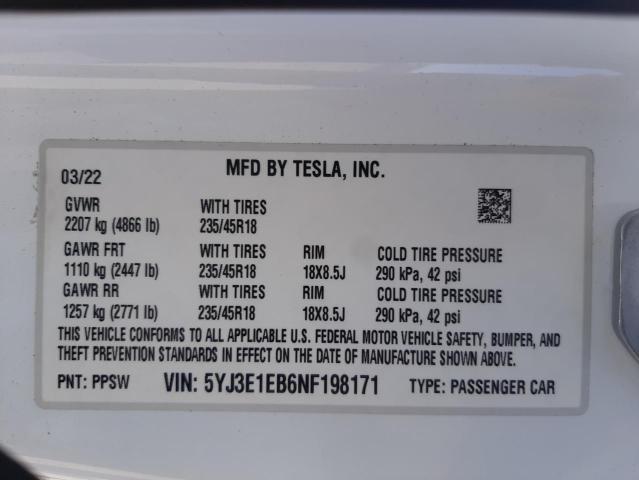 MFD BY TESLA, INC.
03/22
GVWR WITH TIRES
2207 kg (4866 lb) 235/45R18
GAWR FRT WITH TIRES RIM COLD TIRE PRESSURE
1110 kg (2447 lb) 235/45R18 18X8.5J 290 kPa, 42 psi
GAWR RR WITH TIRES RIM COLD TIRE PRESSURE
1257 kg (2771 lb) 235/45R18 18X8.5J 290 kPa, 42 psi
THIS VEHICLE CONFORMS TO ALL APPLICABLE U.S. FEDERAL MOTOR VEHICLE SAFETY, BUMPER, AND
THEFT PREVENTION STANDARDS IN EFFECT ON THE DATE OF MANUFACTURE SHOWN ABOVE.
PNT: PPSW VIN: 5YJ3E1EB6NF198171 TYPE: PASSENGER CAR